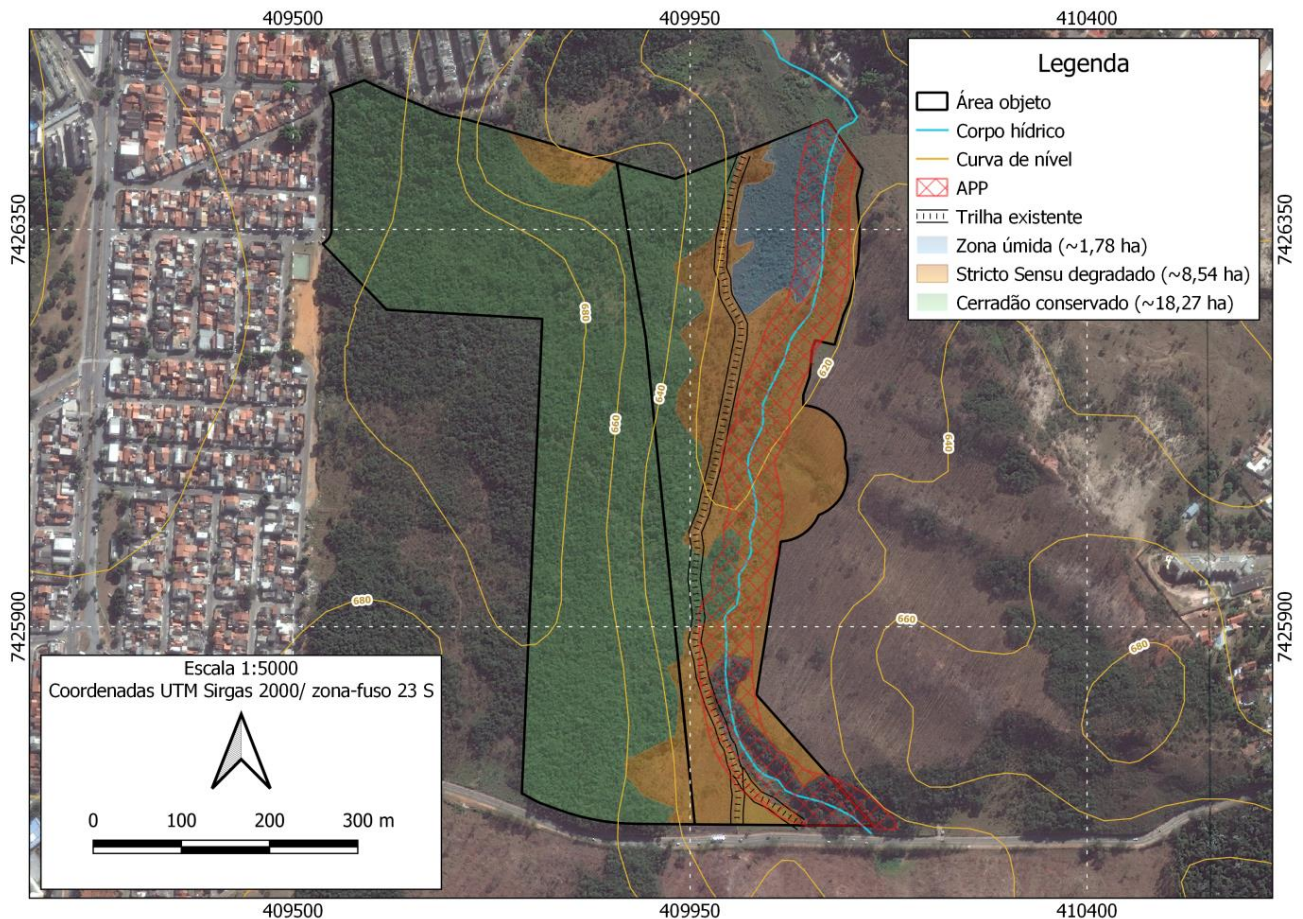 409500 409950 410400
Legenda
Área objeto
Corpo hídrico
Curva de nível
APP
Trilha existente
Zona úmida (~1,78 ha)
Stricto Sensu degradado (~8,54 ha)
Cerradão conservado (~18,27 ha)
7426350 7426350
680
620
640
660
640
7425900 7425900
680
660
680
Escala 1:5000
Coordenadas UTM Sirgas 2000/ zona-fuso 23 S
0 100 200 300 m
409500 409950 410400